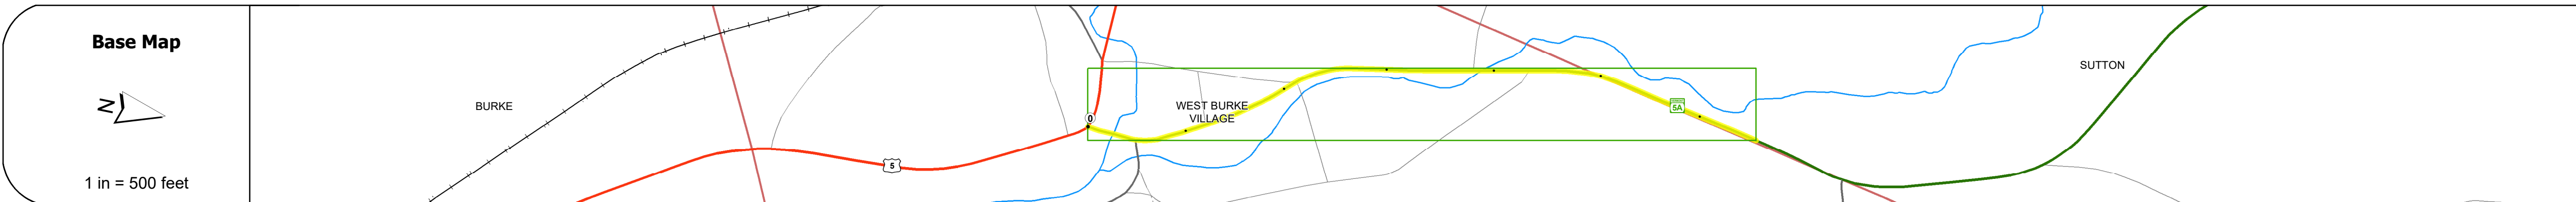 Base Map
N
1 in = 500 feet
BURKE
5
0
WEST BURKE
VILLAGE
5A
SUTTON